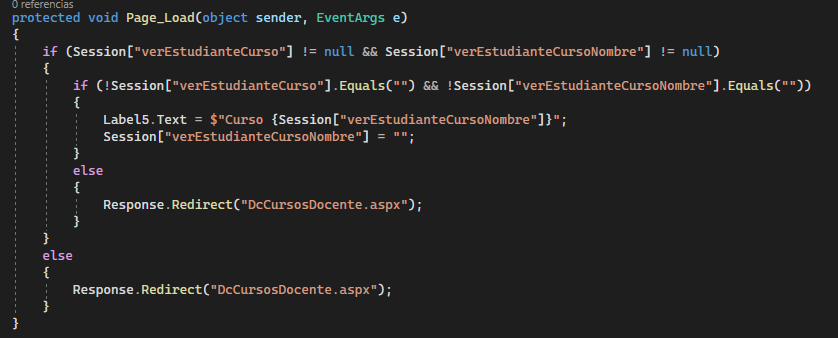 0 referencias
protected void Page_Load(object sender, EventArgs e)
{
    if (Session["verEstudianteCurso"] != null && Session["verEstudianteCursoNombre"] != null)
    {
        if (!Session["verEstudianteCurso"].Equals("") && !Session["verEstudianteCursoNombre"].Equals(""))
        {
            Label5.Text = $"Curso {Session["verEstudianteCursoNombre"]}";
            Session["verEstudianteCursoNombre"] = "";
        }
        else
        {
            Response.Redirect("DcCursosDocente.aspx");
        }
    }
    else
    {
        Response.Redirect("DcCursosDocente.aspx");
    }
}